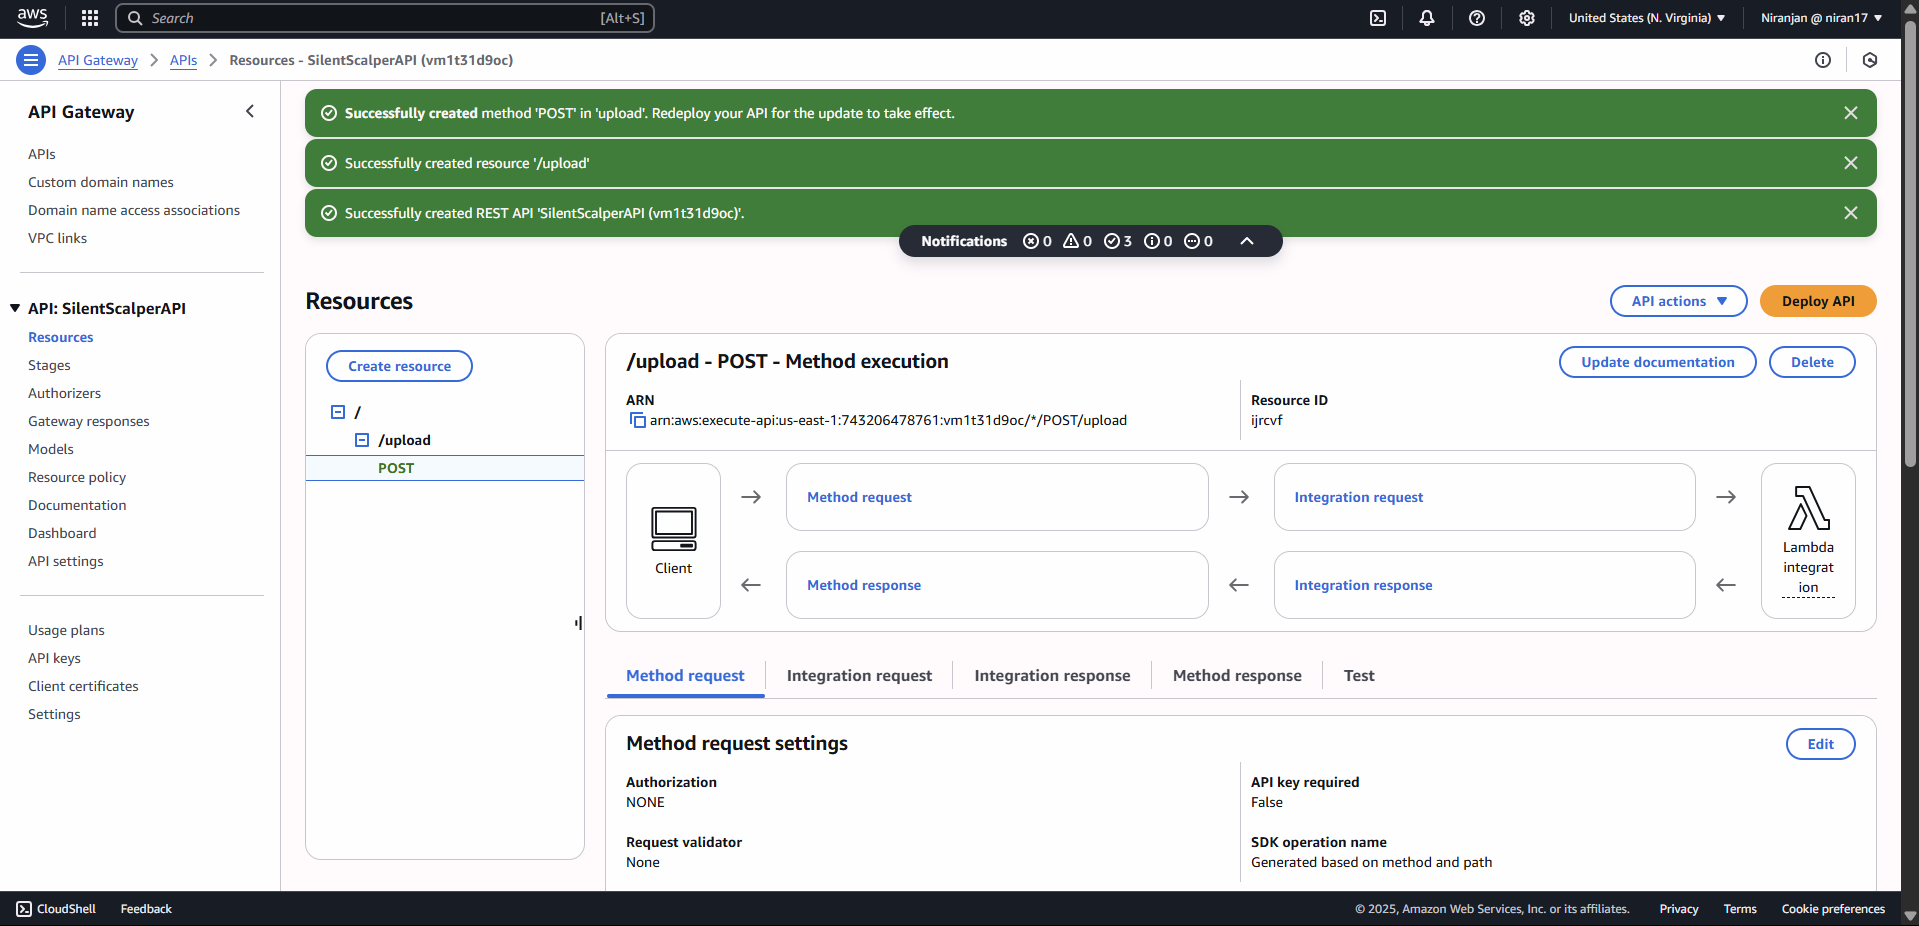 aws
Search [Alt+S]
United States (N. Virginia)
Niranjan @ niran17
API Gateway
APIs
Resources - SilentScalperAPI (vm1t31d9oc)
API Gateway
APIs
Custom domain names
Domain name access associations
VPC links
API: SilentScalperAPI
Resources
Stages
Authorizers
Gateway responses
Models
Resource policy
Documentation
Dashboard
API settings
Usage plans
API keys
Client certificates
Settings
Successfully created method 'POST' in 'upload'. Redeploy your API for the update to take effect.
Successfully created resource '/upload'
Successfully created REST API 'SilentScalperAPI (vm1t31d9oc)'.
Notifications 0 0 3 0 0
Resources
API actions
Deploy API
Create resource
/
/upload
POST
/upload - POST - Method execution
Update documentation
Delete
ARN
arn:aws:execute-api:us-east-1:743206478761:vm1t31d9oc/*/POST/upload
Resource ID
ijrcvf
Client
Method request
Integration request
Method response
Integration response
Lambda
integrat
ion
Method request
Integration request
Integration response
Method response
Test
Method request settings
Edit
Authorization
NONE
API key required
False
Request validator
None
SDK operation name
Generated based on method and path
CloudShell
Feedback
© 2025, Amazon Web Services, Inc. or its affiliates.
Privacy
Terms
Cookie preferences